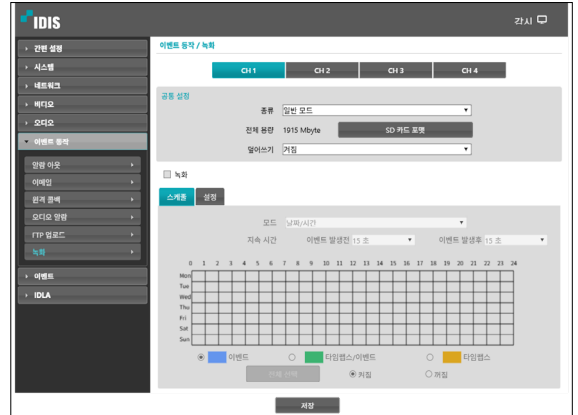 IDIS
감시
간편 설정
시스템
네트워크
비디오
오디오
이벤트 동작
알람 아웃
이메일
원격 콜백
오디오 알람
FTP 업로드
녹화
이벤트
IDLA
이벤트 동작 / 녹화
CH 1 CH 2 CH 3 CH 4
공통 설정
종류 일반 모드
전체 용량 1915 Mbyte SD 카드 포맷
덮어쓰기 거짐
녹화
스케줄 설정
모드 날짜/시간
지속 시간 이벤트 발생전 15 초 이벤트 발생후 15 초
0 1 2 3 4 5 6 7 8 9 10 11 12 13 14 15 16 17 18 19 20 21 22 23 24
Mon
Tue
Wed
Thu
Fri
Sat
Sun
이벤트 타임랩스/이벤트 타임랩스
전체 선택 켜짐 꺼짐
저장